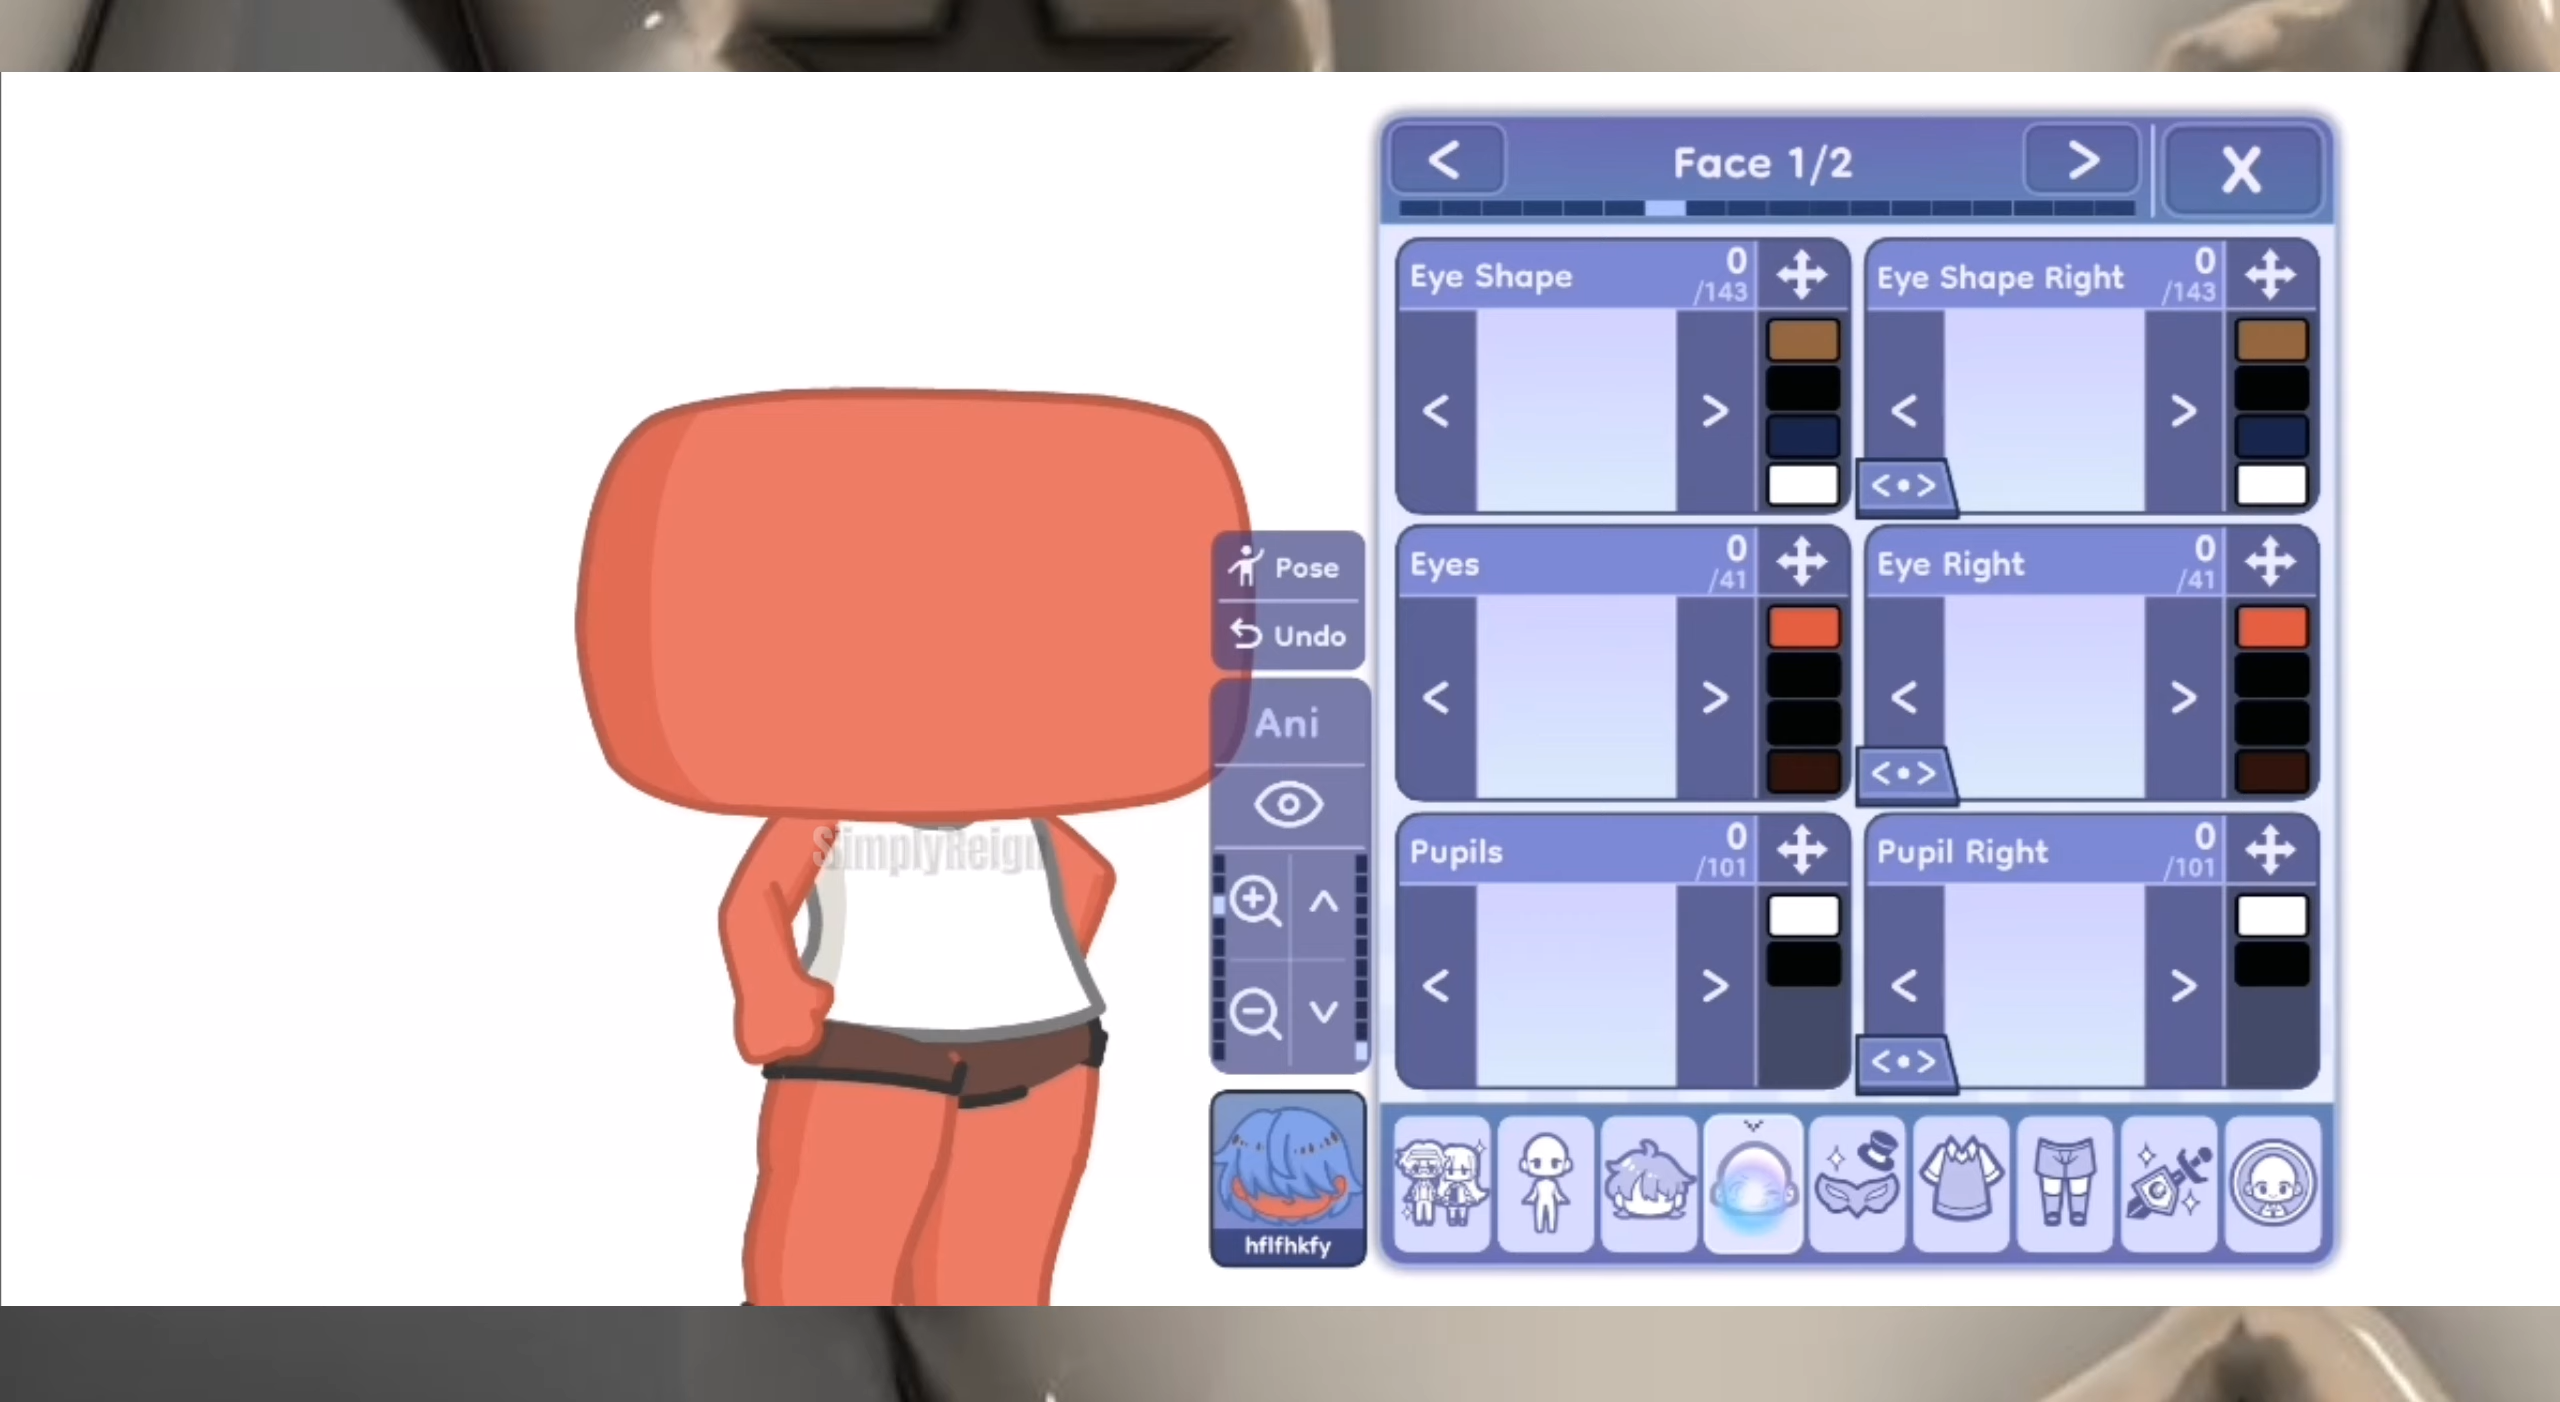 Face 1/2
X
Eye Shape
0
/143
Eye Shape Right
0
/143
Pose
Undo
Eyes
0
/41
Eye Right
0
/41
Ani
SimplyReign
Pupils
0
/101
Pupil Right
0
/101
hflfhkfy